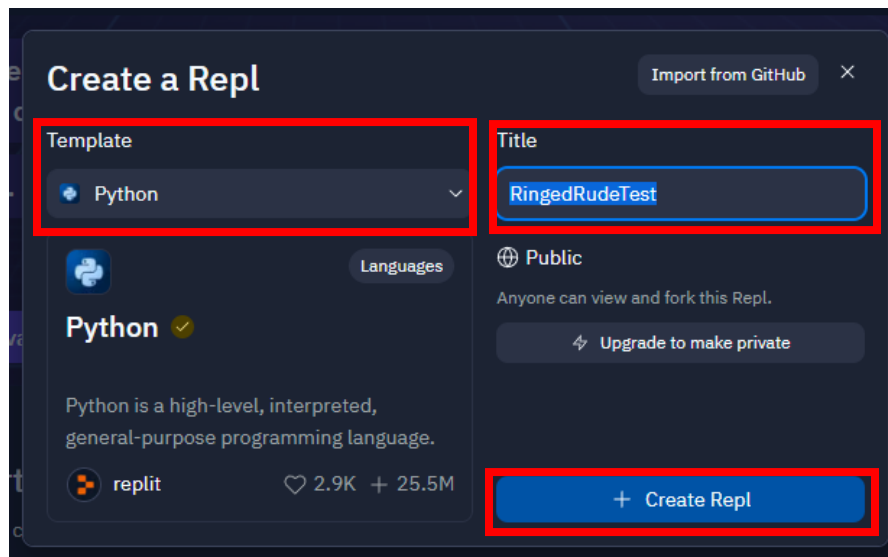 Create a Repl
Import from GitHub
Template
Python
Title
RingedRudeTest
Languages
Python
Python is a high-level, interpreted,
general-purpose programming language.
replit
2.9K
25.5M
Public
Anyone can view and fork this Repl.
Upgrade to make private
+ Create Repl